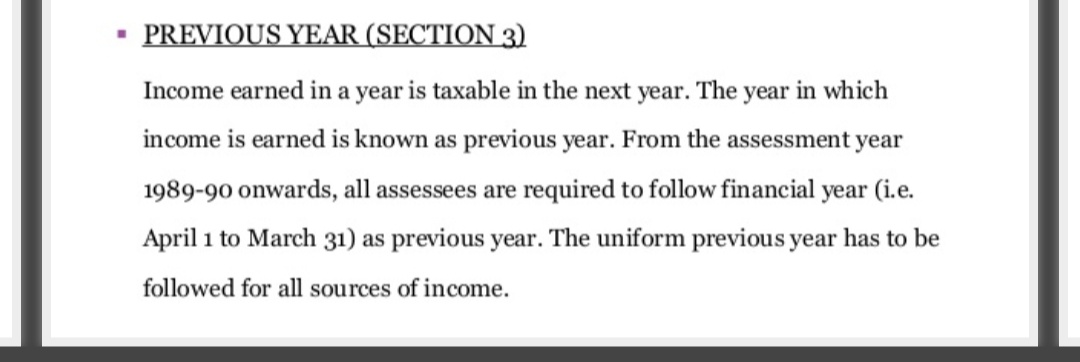 ▪ PREVIOUS YEAR (SECTION 3)
Income earned in a year is taxable in the next year. The year in which
income is earned is known as previous year. From the assessment year
1989-90 onwards, all assessees are required to follow financial year (i.e.
April 1 to March 31) as previous year. The uniform previous year has to be
followed for all sources of income.